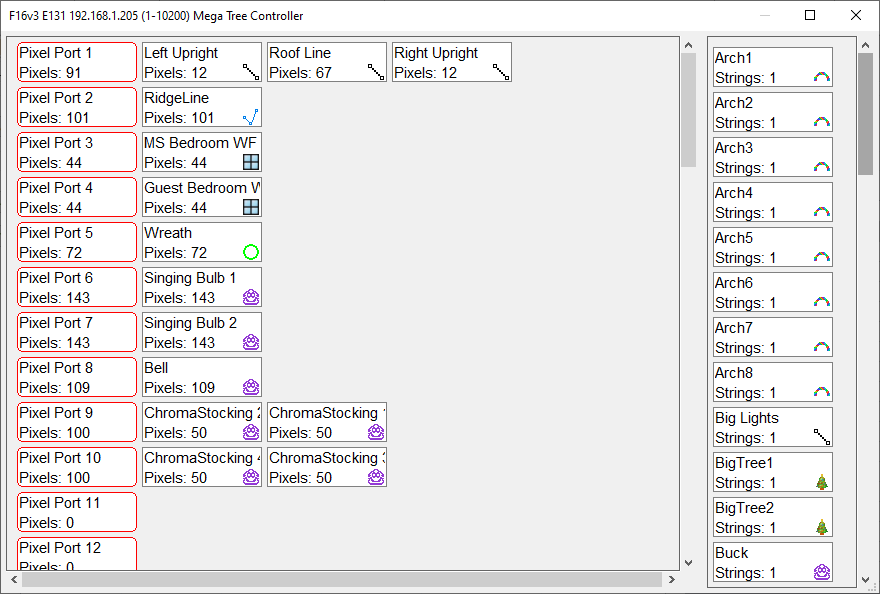 F16v3 E131 192.168.1.205 (1-10200) Mega Tree Controller
Pixel Port 1
Pixels: 91
Left Upright
Pixels: 12
Roof Line
Pixels: 67
Right Upright
Pixels: 12
Pixel Port 2
Pixels: 101
RidgeLine
Pixels: 101
Pixel Port 3
Pixels: 44
MS Bedroom WF
Pixels: 44
Pixel Port 4
Pixels: 44
Guest Bedroom W
Pixels: 44
Pixel Port 5
Pixels: 72
Wreath
Pixels: 72
Pixel Port 6
Pixels: 143
Singing Bulb 1
Pixels: 143
Pixel Port 7
Pixels: 143
Singing Bulb 2
Pixels: 143
Pixel Port 8
Pixels: 109
Bell
Pixels: 109
Pixel Port 9
Pixels: 100
ChromaStocking 2
Pixels: 50
ChromaStocking 1
Pixels: 50
Pixel Port 10
Pixels: 100
ChromaStocking 4
Pixels: 50
ChromaStocking 3
Pixels: 50
Pixel Port 11
Pixels: 0
Pixel Port 12
Pixels: 0
Arch1
Strings: 1
Arch2
Strings: 1
Arch3
Strings: 1
Arch4
Strings: 1
Arch5
Strings: 1
Arch6
Strings: 1
Arch7
Strings: 1
Arch8
Strings: 1
Big Lights
Strings: 1
BigTree1
Strings: 1
BigTree2
Strings: 1
Buck
Strings: 1